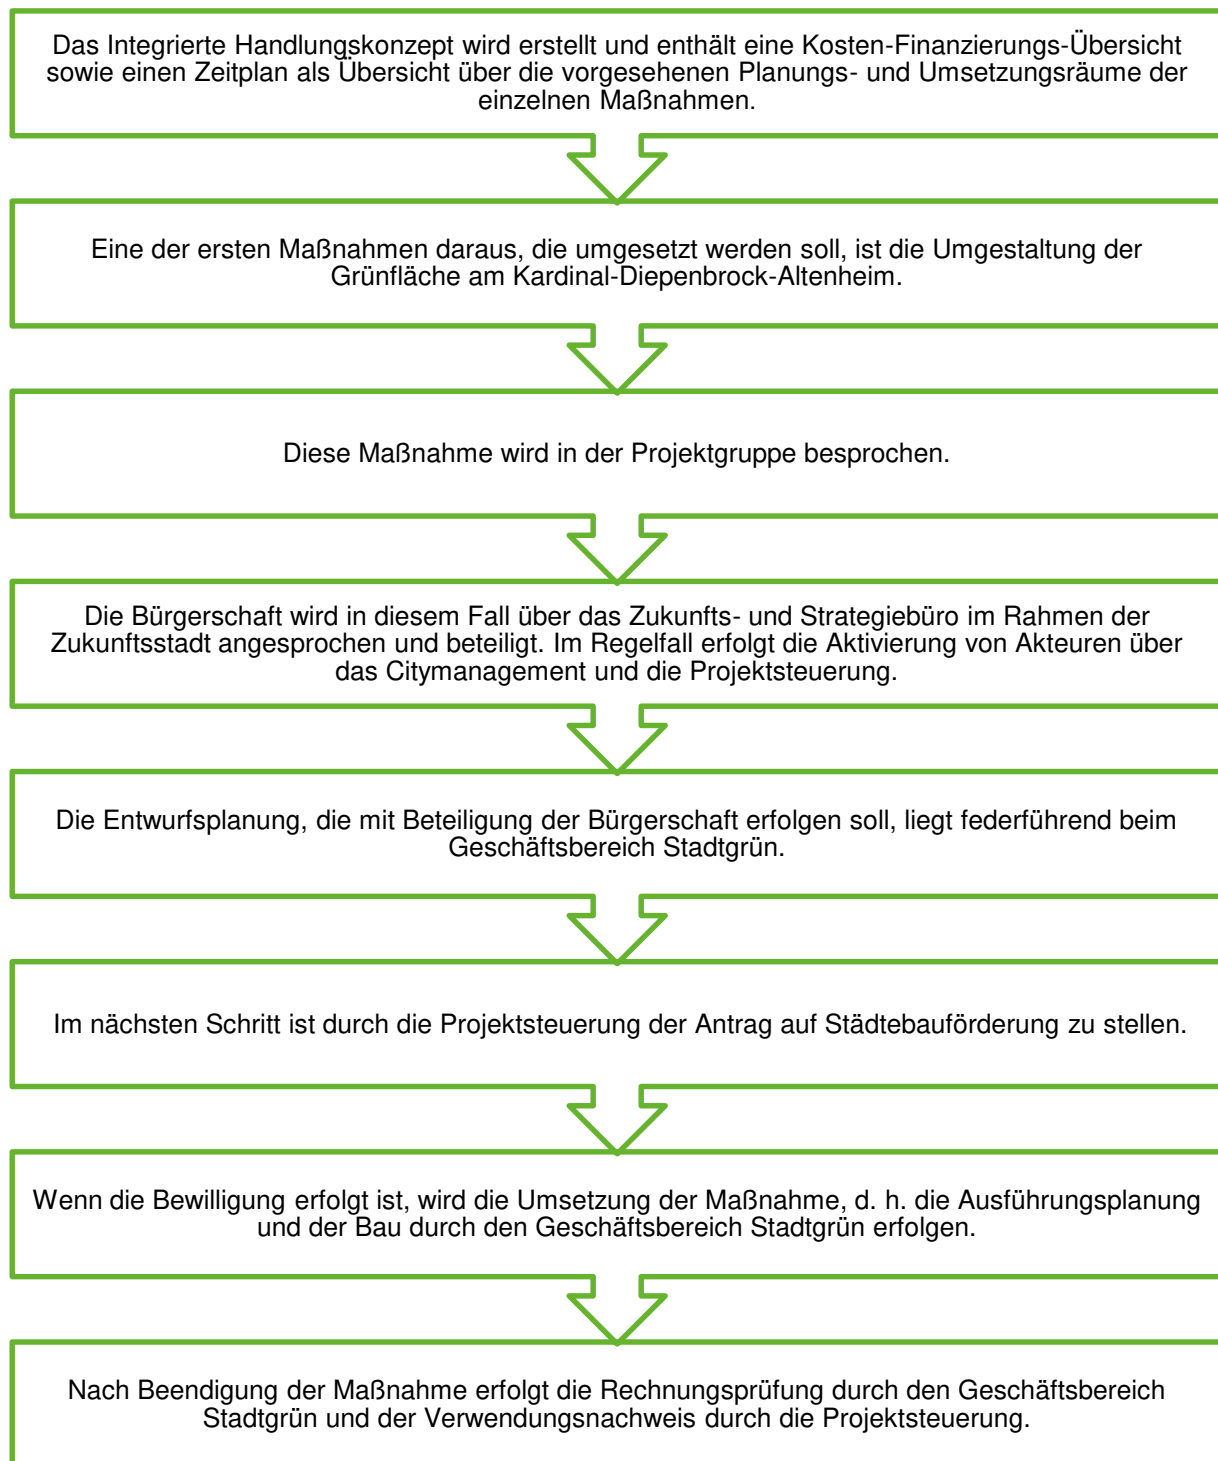 Das Integrierte Handlungskonzept wird erstellt und enthält eine Kosten-Finanzierungs-Übersicht
sowie einen Zeitplan als Übersicht über die vorgesehenen Planungs- und Umsetzungsräume der
einzelnen Maßnahmen.
Eine der ersten Maßnahmen daraus, die umgesetzt werden soll, ist die Umgestaltung der
Grünfläche am Kardinal-Diepenbrock-Altenheim.
Diese Maßnahme wird in der Projektgruppe besprochen.
Die Bürgerschaft wird in diesem Fall über das Zukunfts- und Strategiebüro im Rahmen der
Zukunftsstadt angesprochen und beteiligt. Im Regelfall erfolgt die Aktivierung von Akteuren über
das Citymanagement und die Projektsteuerung.
Die Entwurfsplanung, die mit Beteiligung der Bürgerschaft erfolgen soll, liegt federführend beim
Geschäftsbereich Stadtgrün.
Im nächsten Schritt ist durch die Projektsteuerung der Antrag auf Städtebauförderung zu stellen.
Wenn die Bewilligung erfolgt ist, wird die Umsetzung der Maßnahme, d. h. die Ausführungsplanung
und der Bau durch den Geschäftsbereich Stadtgrün erfolgen.
Nach Beendigung der Maßnahme erfolgt die Rechnungsprüfung durch den Geschäftsbereich
Stadtgrün und der Verwendungsnachweis durch die Projektsteuerung.